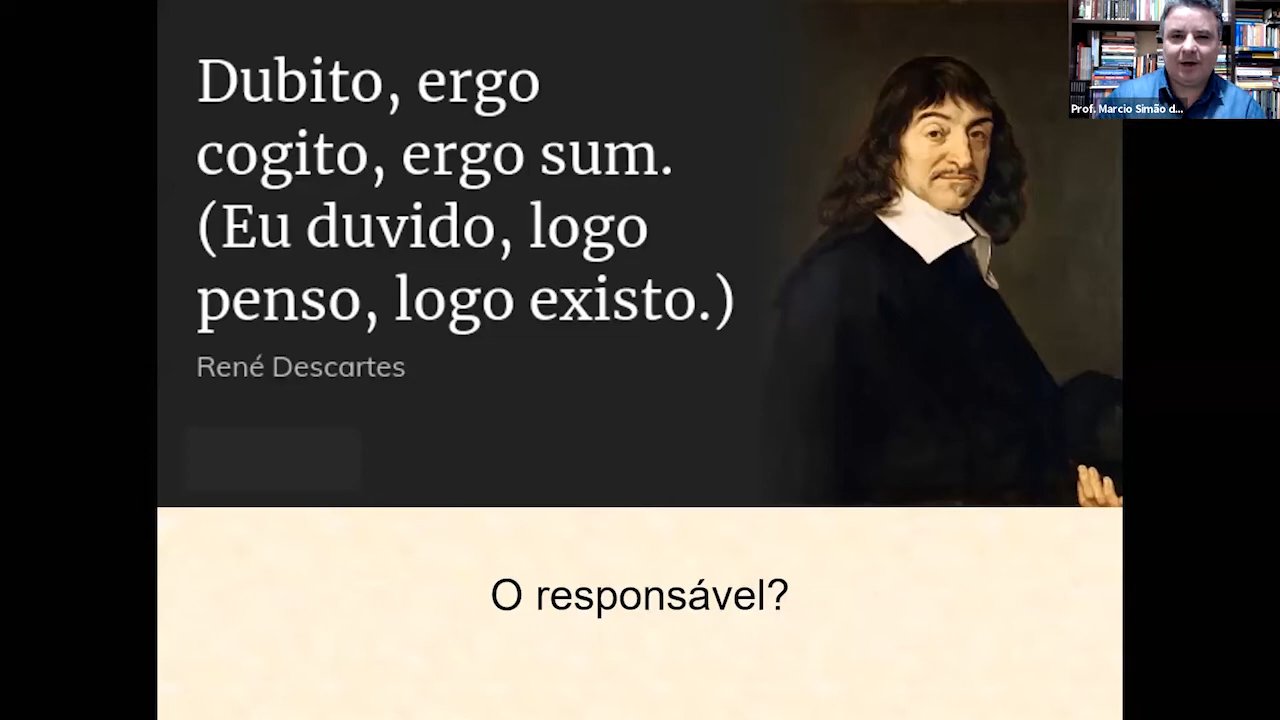 Dubito, ergo
cogito, ergo sum.
(Eu duvido, logo
penso, logo existo.)
René Descartes
Prof. Marcio Simão d...
O responsável?